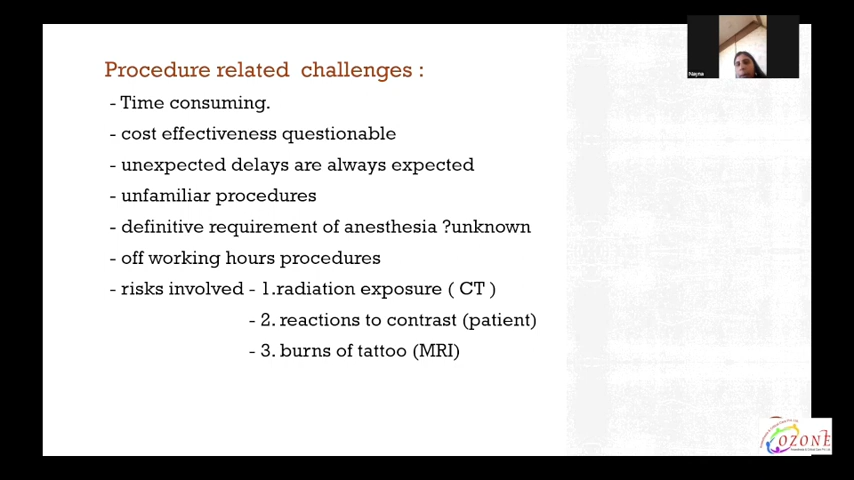 Procedure related challenges :
- Time consuming.
- cost effectiveness questionable
- unexpected delays are always expected
- unfamiliar procedures
- definitive requirement of anesthesia ?unknown
- off working hours procedures
- risks involved - 1.radiation exposure ( CT )
- 2. reactions to contrast (patient)
- 3. burns of tattoo (MRI)
Nayna
OZONE